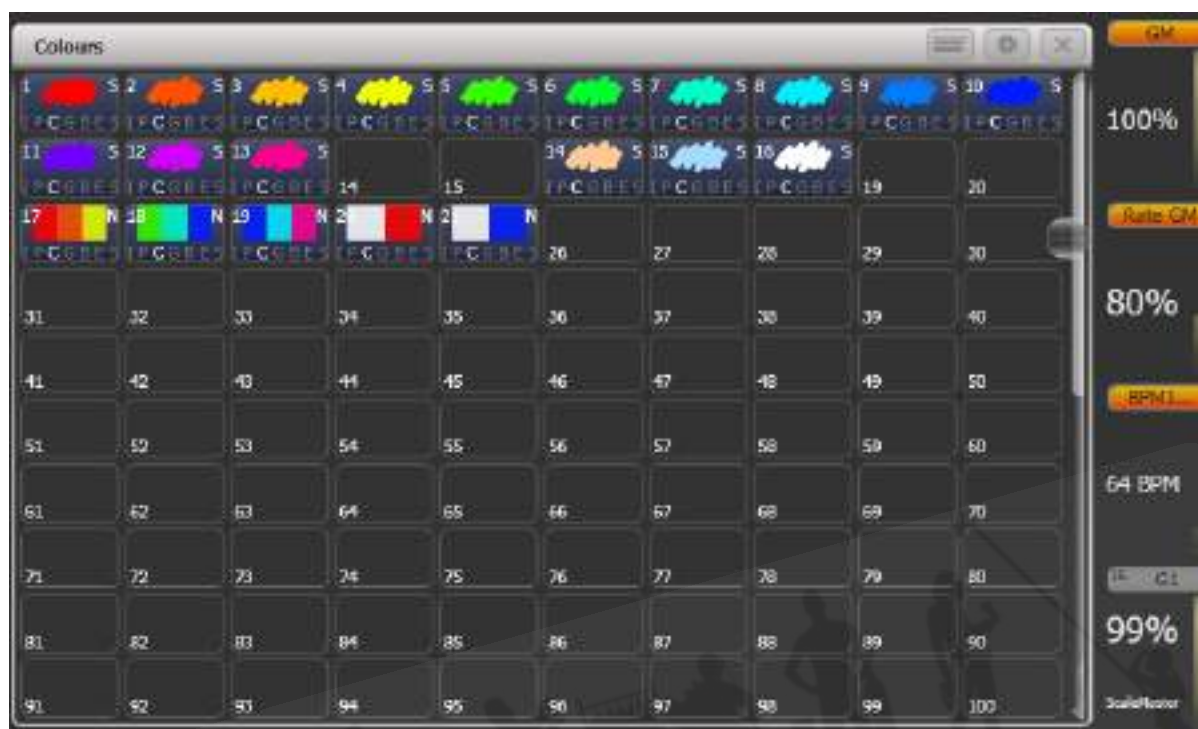 Colours
GM
1 S 2 S 3 S 4 S 5 S 6 S 7 S 8 S 9 S 10 S
I P C G B E S I P C G B E S I P C G B E S I P C G B E S I P C G B E S I P C G B E S I P C G B E S I P C G B E S I P C G B E S I P C G B E S
100%
11 S 12 S 13 S 14 S 15 S 16 S
I P C G B E S I P C G B E S I P C G B E S 14 15 I P C G B E S I P C G B E S I P C G B E S 19 20
17 N 18 N 19 N 2 N 2 N
Rate GM
I P C G B E S I P C G B E S I P C G B E S I P C G B E S I P C G B E S 26 27 28 29 30
80%
31 32 33 34 35 36 37 38 39 40
41 42 43 44 45 46 47 48 49 50
BPM1
51 52 53 54 55 56 57 58 59 60
64 BPM
61 62 63 64 65 66 67 68 69 70
71 72 73 74 75 76 77 78 79 80
G1
81 82 83 84 85 86 87 88 89 90
99%
91 92 93 94 95 96 97 98 99 100
ScaleMaster